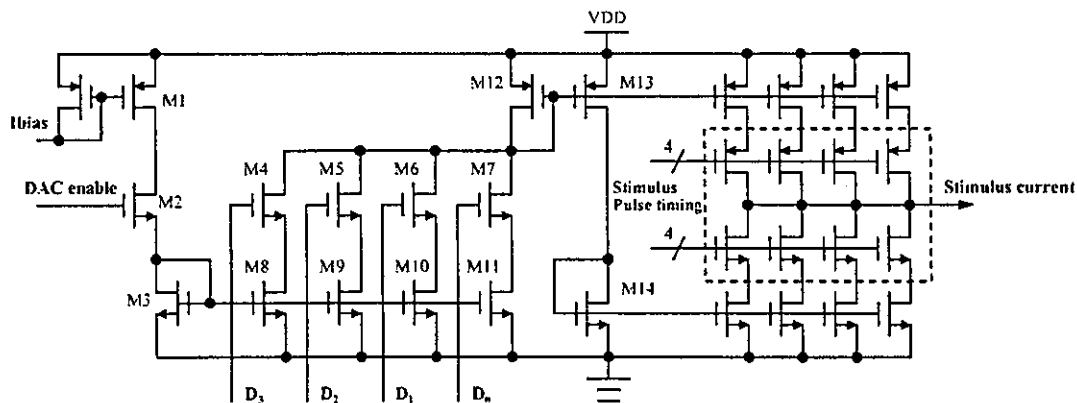 VDD
M12
M13
M1
Ibias
M4
M5
M6
M7
4
DAC enable
M2
Stimulus
Pulse timing
Stimulus current
4
M8
M9
M10
M11
M3
M14
D3
D2
D1
Dn